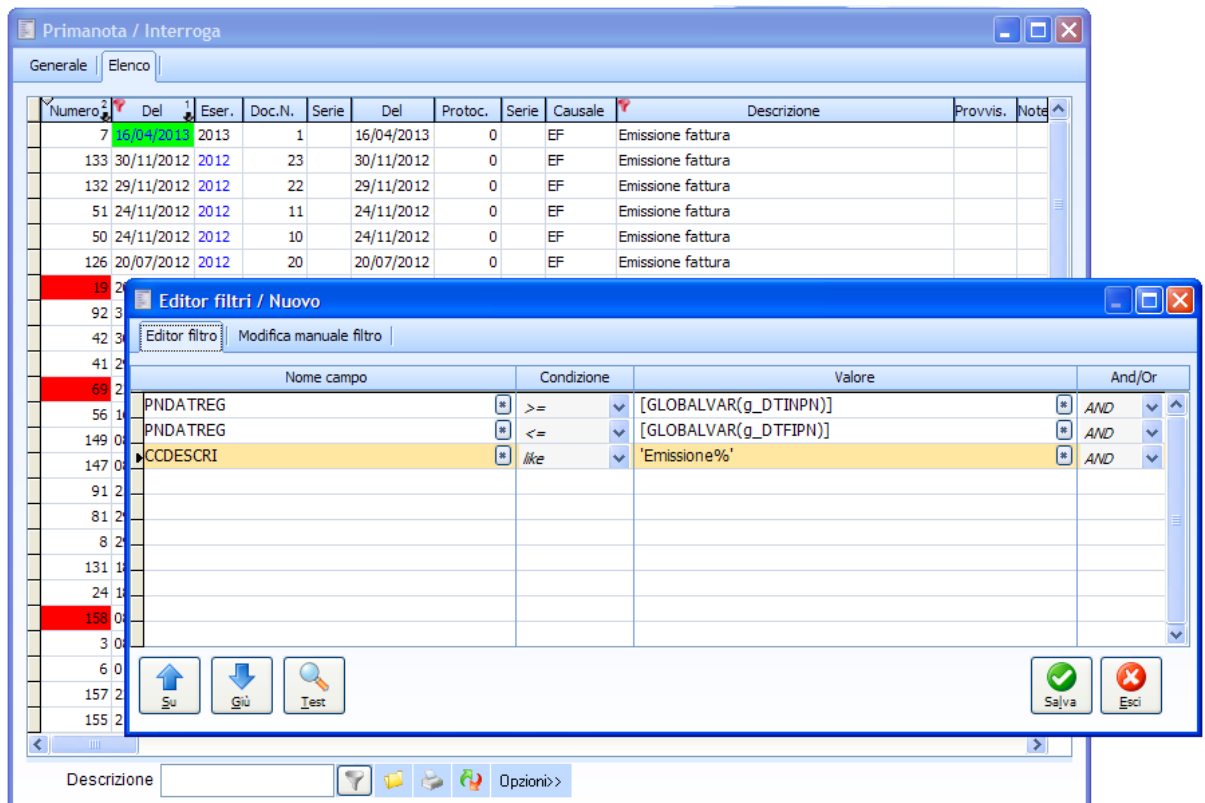 Primanota / Interroga
Generale Elenco
Numero 2 Del 1 Eser. Doc.N. Serie Del Protoc. Serie Causale Descrizione Provvis. Note
7 16/04/2013 2013 1 16/04/2013 0 EF Emissione fattura
133 30/11/2012 2012 23 30/11/2012 0 EF Emissione fattura
132 29/11/2012 2012 22 29/11/2012 0 EF Emissione fattura
51 24/11/2012 2012 11 24/11/2012 0 EF Emissione fattura
50 24/11/2012 2012 10 24/11/2012 0 EF Emissione fattura
126 20/07/2012 2012 20 20/07/2012 0 EF Emissione fattura
19
92
42
41
69
56
149
147
91
81
8
131
24
158
3
6
157
155
Editor filtri / Nuovo
Editor filtro Modifica manuale filtro
Nome campo Condizione Valore And/Or
PNDATREG >= [GLOBALVAR(g_DTINPN)] AND
PNDATREG <= [GLOBALVAR(g_DTFIPN)] AND
CCDESCRI like 'Emissione%' AND
Su Giù Test Salva Esci
Descrizione Opzioni>>